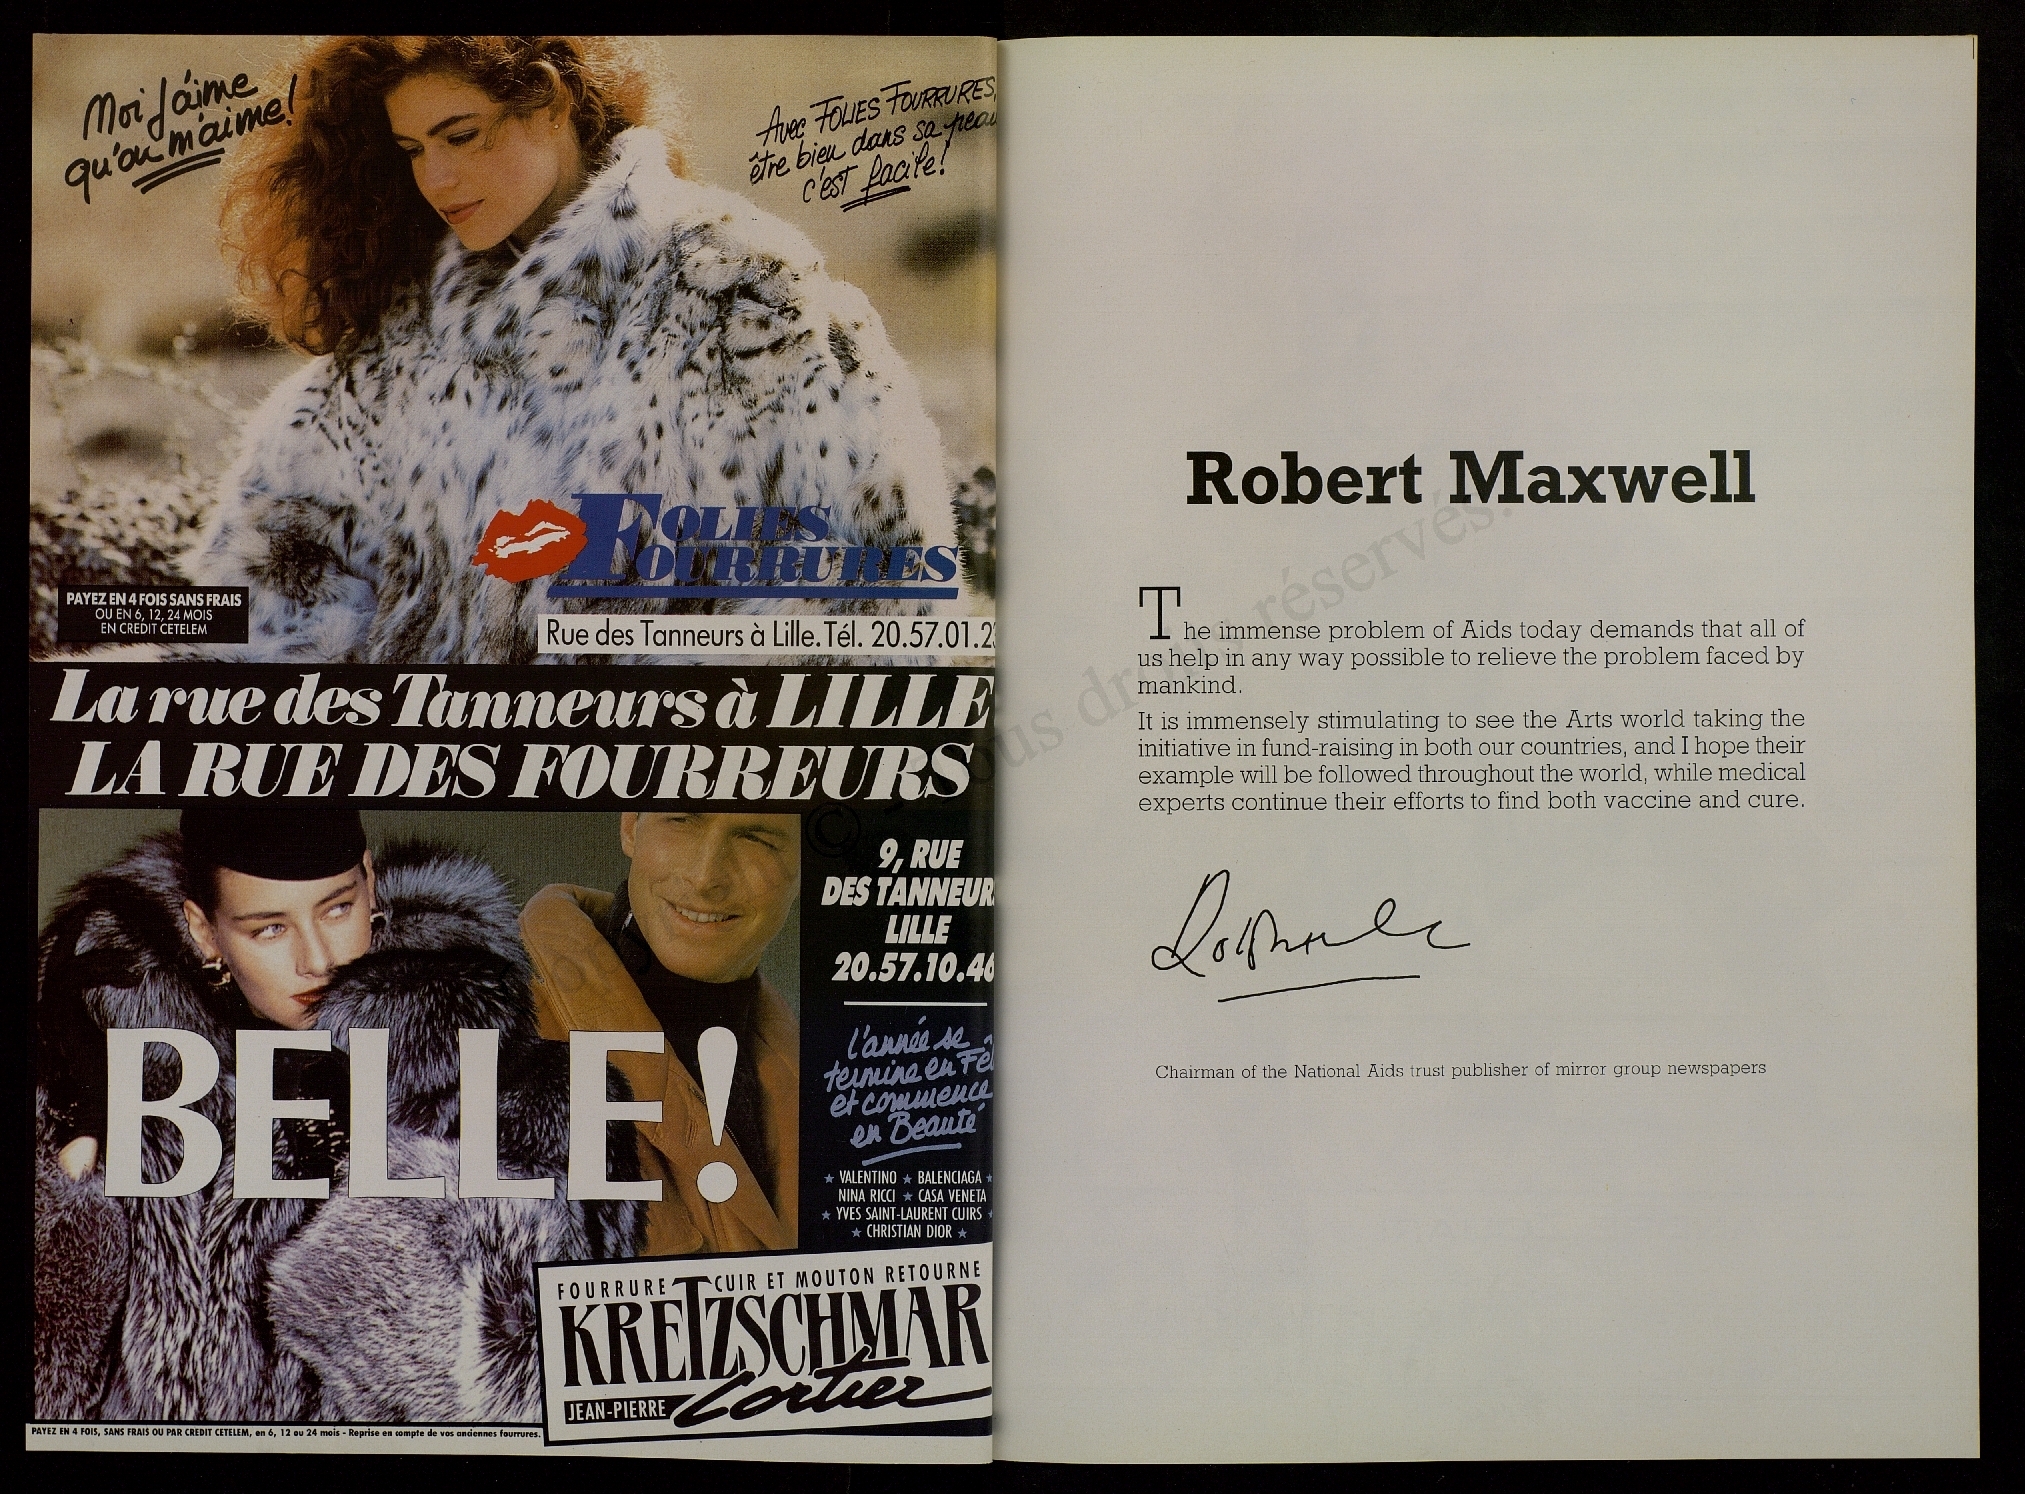 Moi j'aime
qu'on m'aime!
Avec FOLIES FOURRURES,
être bien dans sa peau
c'est facile!
FOLIES
FOURRURES
PAYEZ EN 4 FOIS SANS FRAIS
OU EN 6, 12, 24 MOIS
EN CREDIT CETELEM
Rue des Tanneurs à Lille. Tél. 20.57.01.2
La rue des Tanneurs à LILLE
LA RUE DES FOURREURS
9, RUE
DES TANNEUR
LILLE
20.57.10.46
BELLE!
l'année se
termine en Fê
et commence
en Beauté
★ VALENTINO ★ BALENCIAGA ★
NINA RICCI ★ CASA VENETA
★ YVES SAINT-LAURENT CUIRS ★
★ CHRISTIAN DIOR ★
FOURRURE CUIR ET MOUTON RETOURNE
KRETZSCHMAR
JEAN-PIERRE Cortier
PAYEZ EN 4 FOIS, SANS FRAIS OU PAR CREDIT CETELEM, en 6, 12 ou 24 mois - Reprise en compte de vos anciennes fourrures.
Robert Maxwell
The immense problem of Aids today demands that all of
us help in any way possible to relieve the problem faced by
mankind.
It is immensely stimulating to see the Arts world taking the
initiative in fund-raising in both our countries, and I hope their
example will be followed throughout the world, while medical
experts continue their efforts to find both vaccine and cure.
Chairman of the National Aids trust publisher of mirror group newspapers
© - Tous droits réservés.